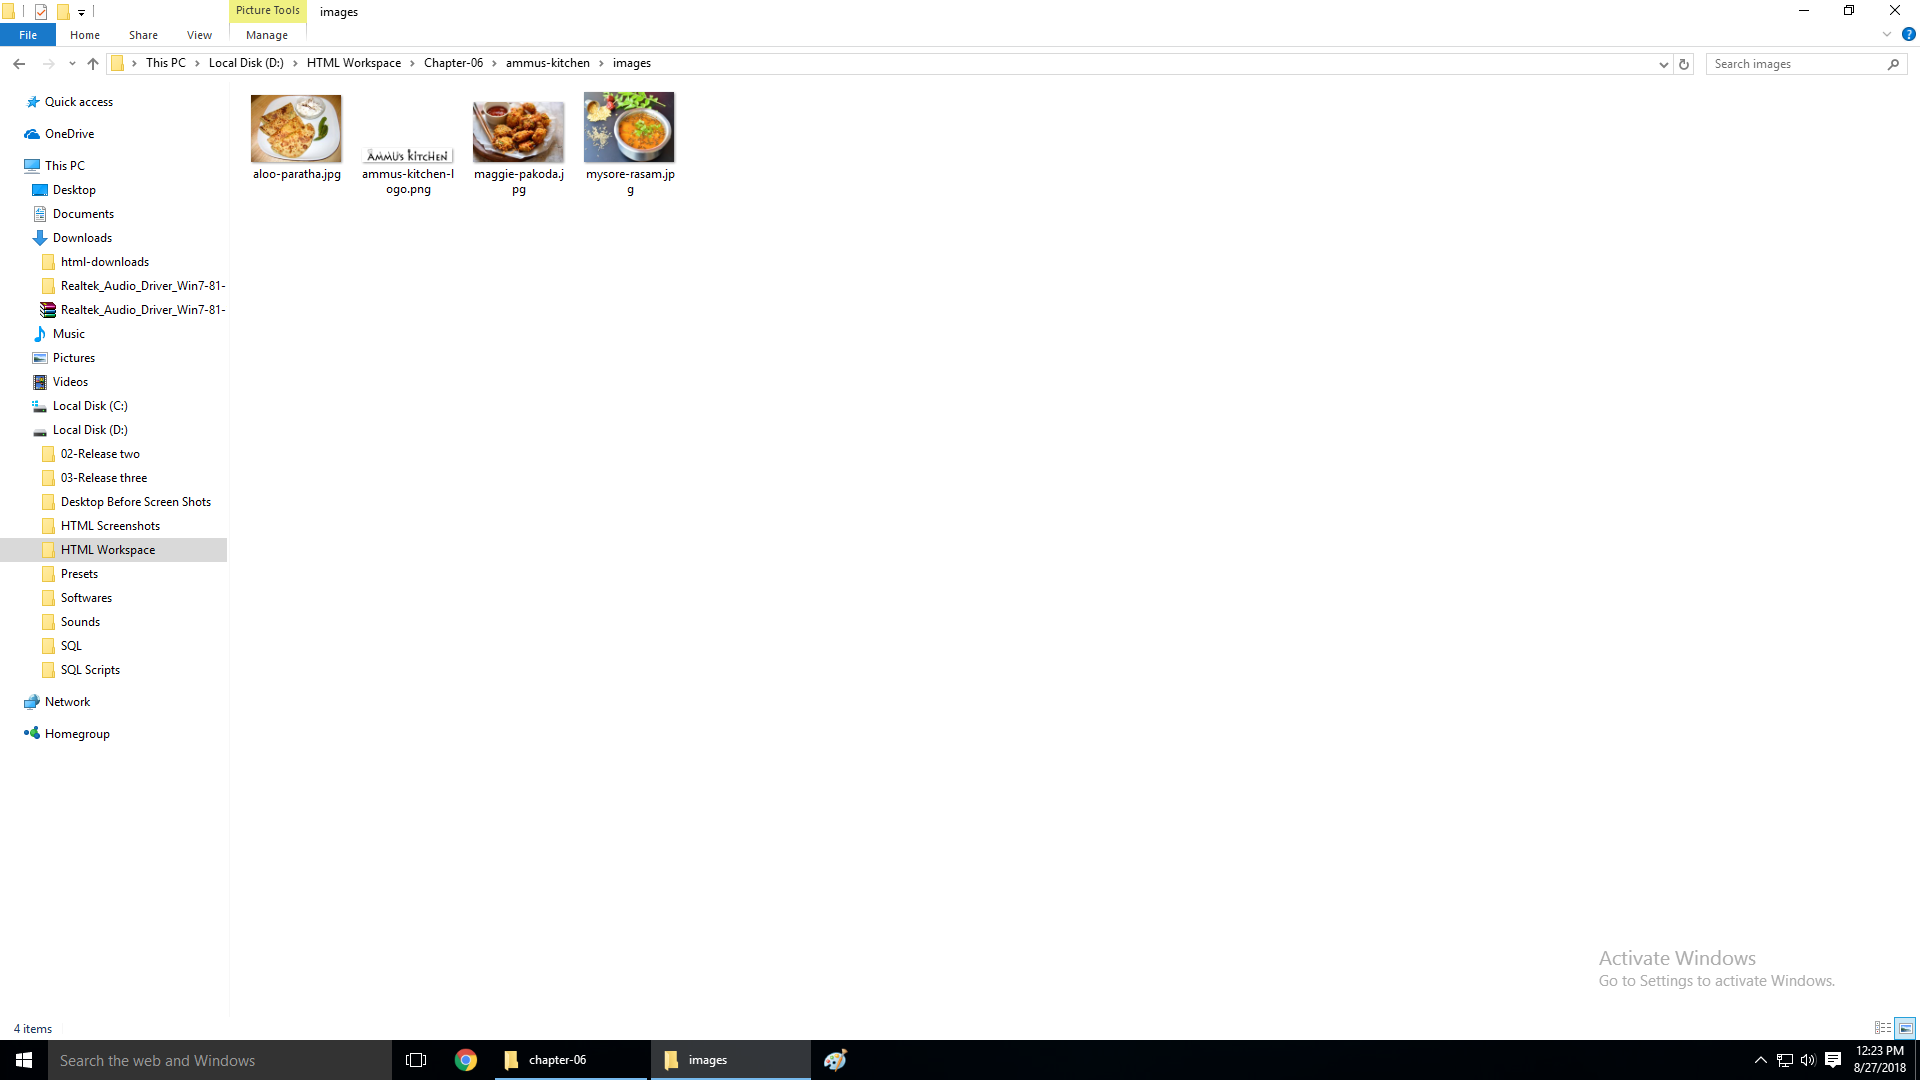 Picture Tools
images
File
Home
Share
View
Manage
This PC
Local Disk (D:)
HTML Workspace
Chapter-06
ammus-kitchen
images
Search images
Quick access
OneDrive
This PC
Desktop
Documents
Downloads
html-downloads
Realtek_Audio_Driver_Win7-81-
Realtek_Audio_Driver_Win7-81-
Music
Pictures
Videos
Local Disk (C:)
Local Disk (D:)
02-Release two
03-Release three
Desktop Before Screen Shots
HTML Screenshots
HTML Workspace
Presets
Softwares
Sounds
SQL
SQL Scripts
Network
Homegroup
AMMU's KITCHEN
aloo-paratha.jpg
ammus-kitchen-l
ogo.png
maggie-pakoda.j
pg
mysore-rasam.jp
g
Activate Windows
Go to Settings to activate Windows.
4 items
Search the web and Windows
chapter-06
images
12:23 PM
8/27/2018